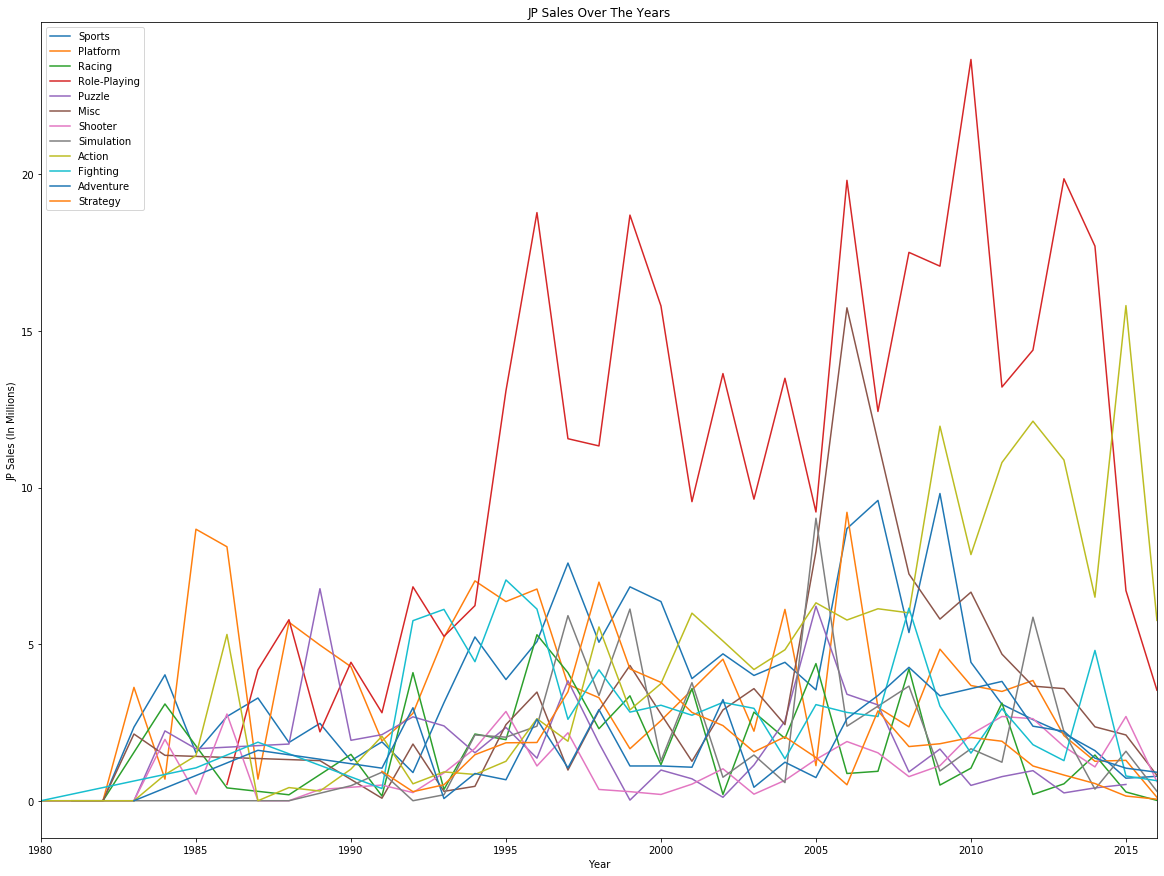 JP Sales Over The Years
Sports
Platform
Racing
Role-Playing
Puzzle
Misc
Shooter
Simulation
Action
Fighting
Adventure
Strategy
20
15
10
5
0
JP Sales (In Millions)
1980
1985
1990
1995
2000
2005
2010
2015
Year